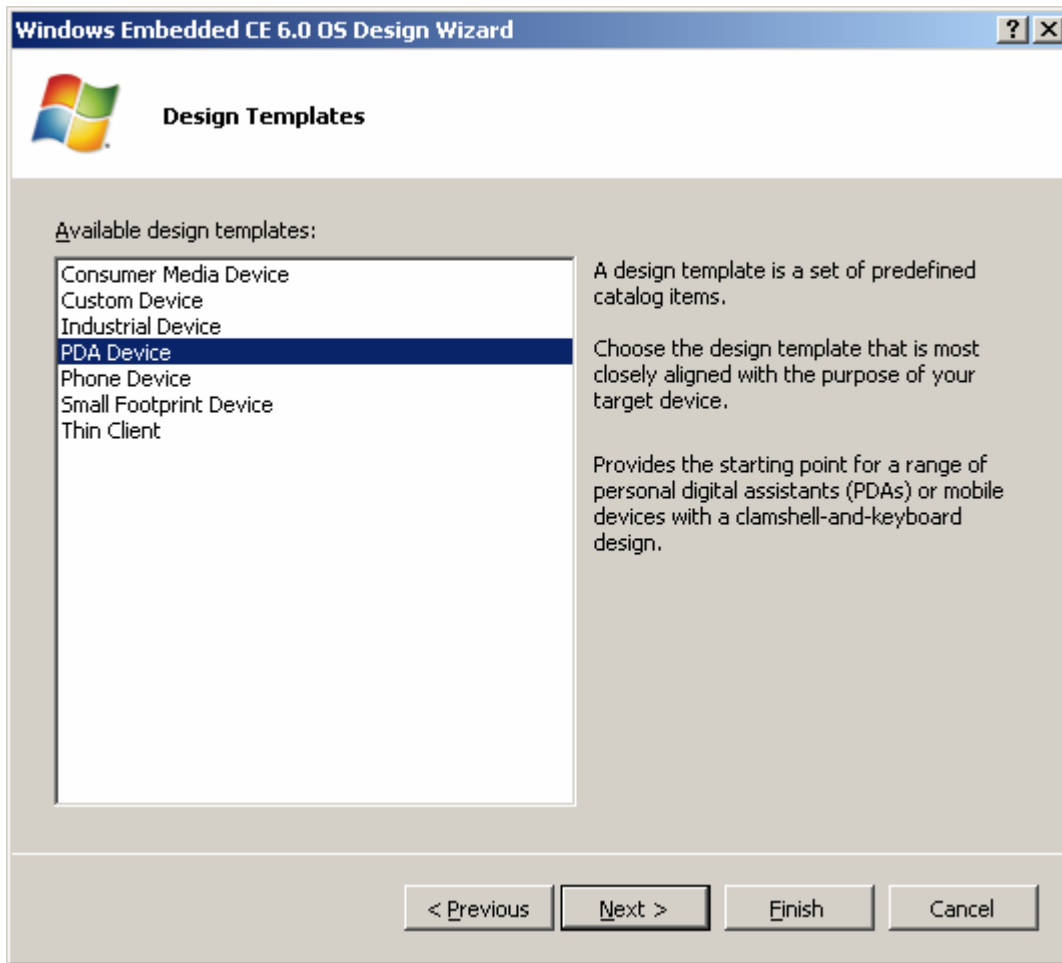 Windows Embedded CE 6.0 OS Design Wizard
Design Templates
Available design templates:
Consumer Media Device
Custom Device
Industrial Device
PDA Device
Phone Device
Small Footprint Device
Thin Client
A design template is a set of predefined
catalog items.
Choose the design template that is most
closely aligned with the purpose of your
target device.
Provides the starting point for a range of
personal digital assistants (PDAs) or mobile
devices with a clamshell-and-keyboard
design.
< Previous
Next >
Finish
Cancel